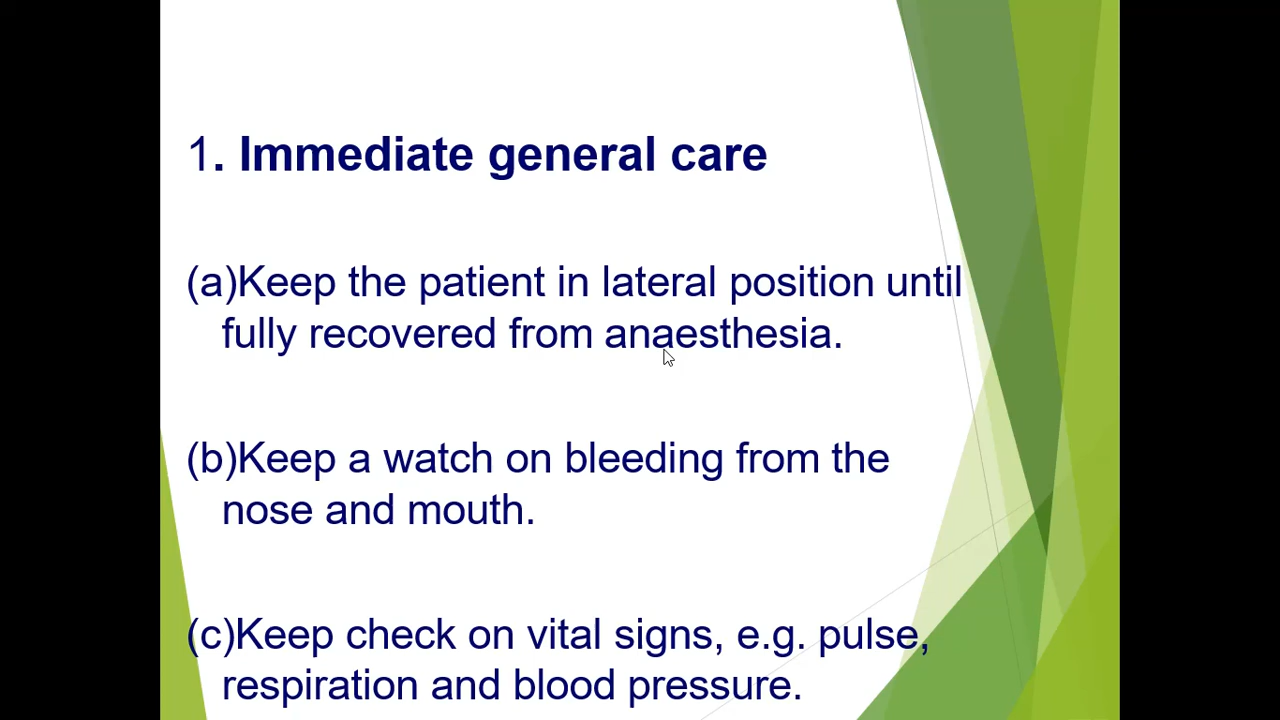 1. Immediate general care
(a)Keep the patient in lateral position until
fully recovered from anaesthesia.
(b)Keep a watch on bleeding from the
nose and mouth.
(c)Keep check on vital signs, e.g. pulse,
respiration and blood pressure.